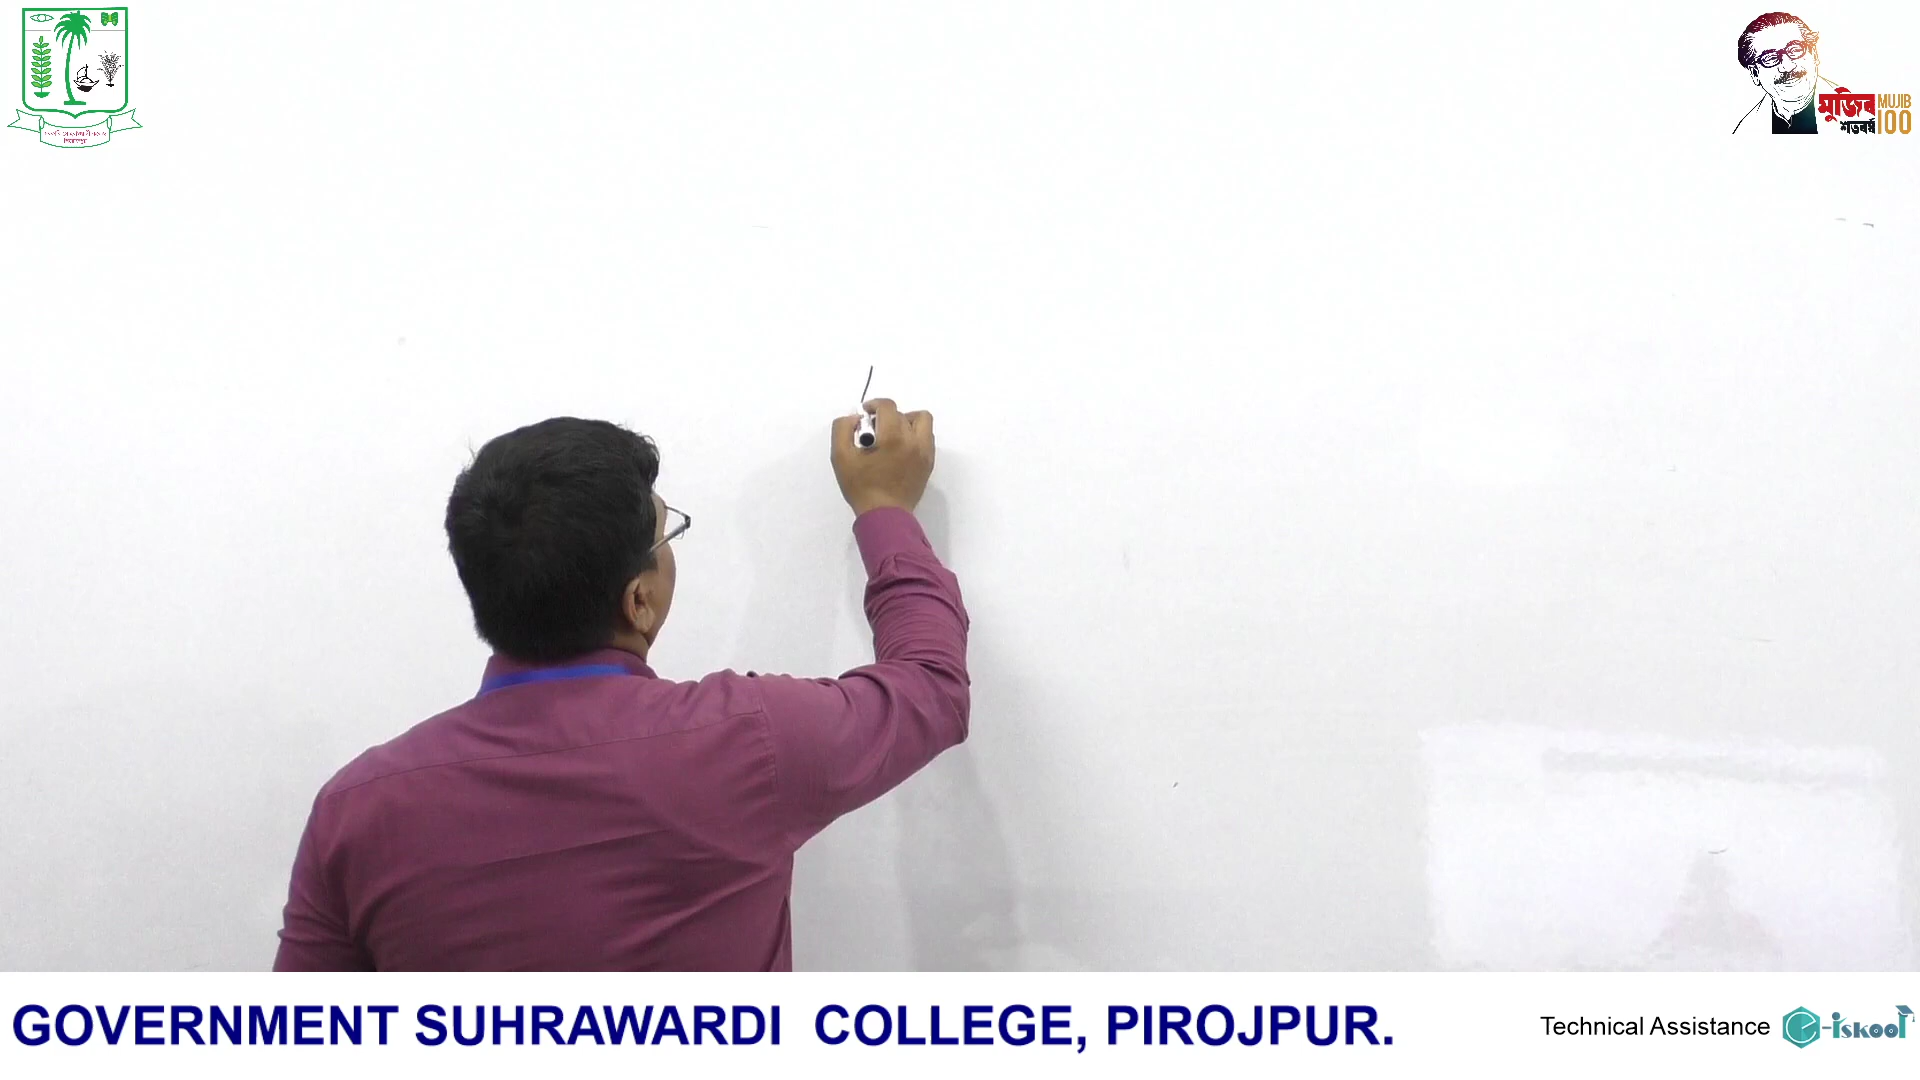 মুজিব
শতবর্ষ
MUJIB
100
GOVERNMENT SUHRAWARDI COLLEGE, PIROJPUR.
Technical Assistance e-iskool